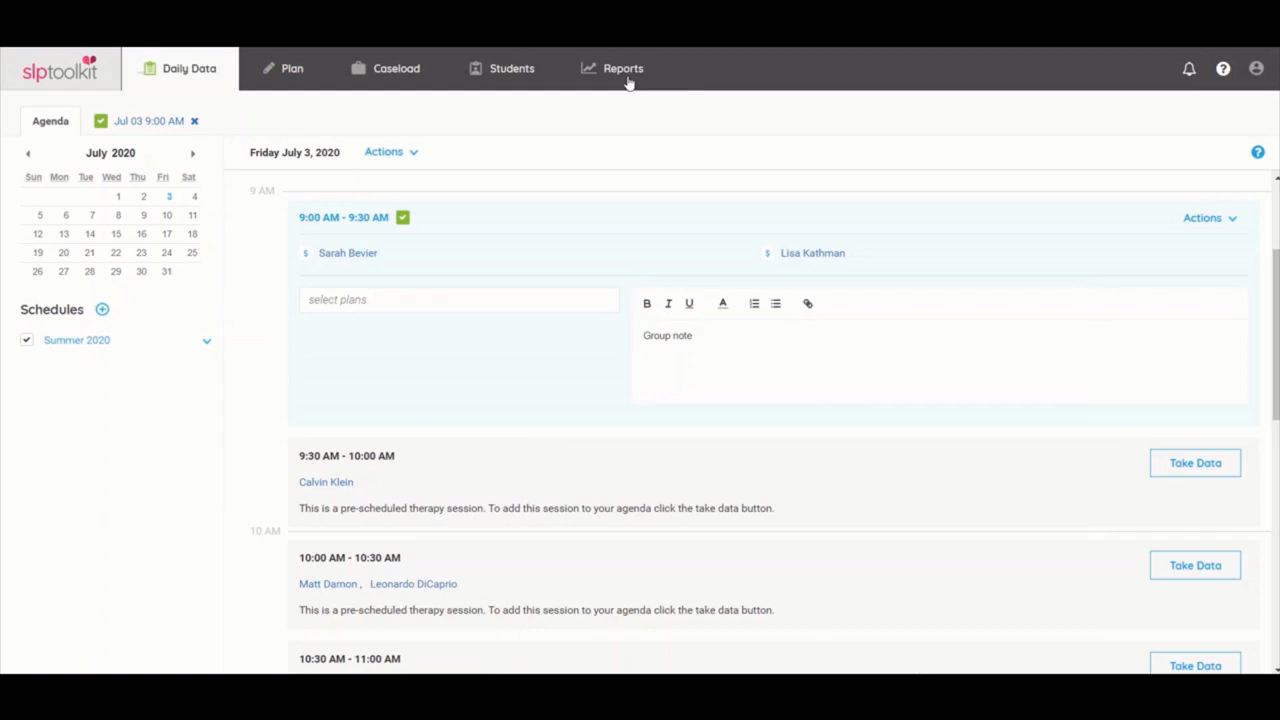 slptoolkit
Daily Data
Plan
Caseload
Students
Reports
Agenda
Jul 03 9:00 AM
July 2020
Sun Mon Tue Wed Thu Fri Sat
1 2 3 4
5 6 7 8 9 10 11
12 13 14 15 16 17 18
19 20 21 22 23 24 25
26 27 28 29 30 31
Schedules
Summer 2020
Friday July 3, 2020
Actions
9 AM
9:00 AM - 9:30 AM
Actions
$ Sarah Bevier
$ Lisa Kathman
select plans
B I U A
Group note
9:30 AM - 10:00 AM
Take Data
Calvin Klein
This is a pre-scheduled therapy session. To add this session to your agenda click the take data button.
10 AM
10:00 AM - 10:30 AM
Take Data
Matt Damon , Leonardo DiCaprio
This is a pre-scheduled therapy session. To add this session to your agenda click the take data button.
10:30 AM - 11:00 AM
Take Data